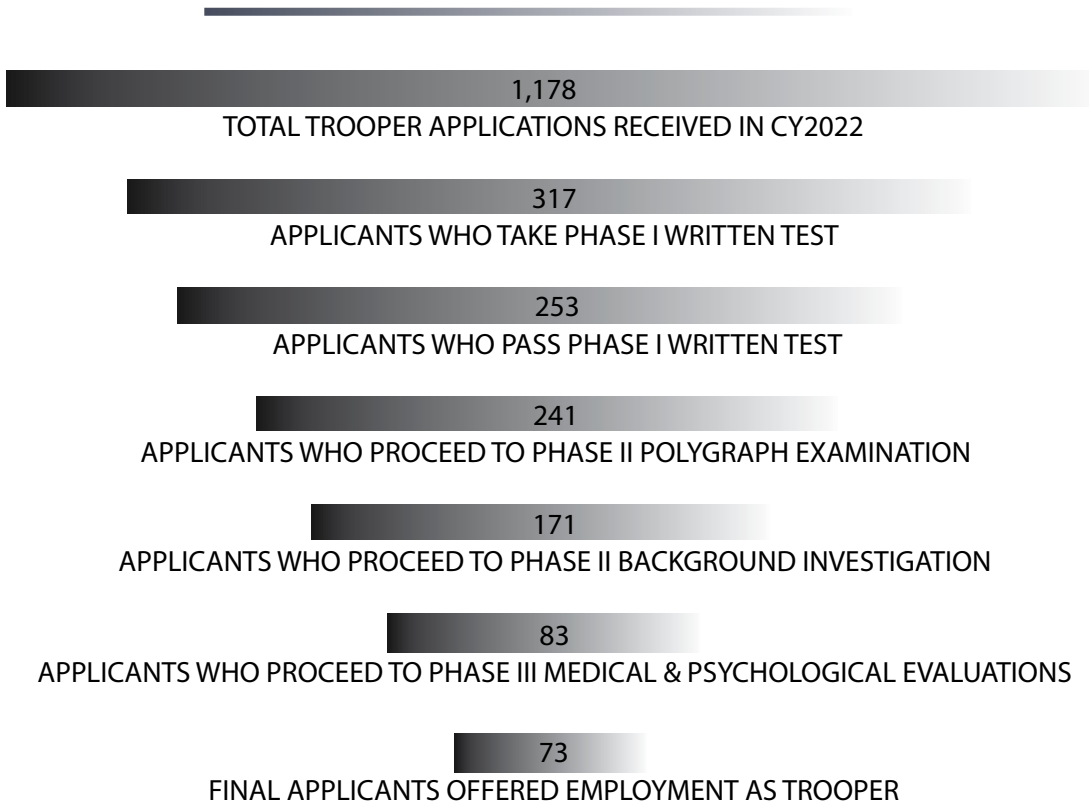 1,178
TOTAL TROOPER APPLICATIONS RECEIVED IN CY2022
317
APPLICANTS WHO TAKE PHASE I WRITTEN TEST
253
APPLICANTS WHO PASS PHASE I WRITTEN TEST
241
APPLICANTS WHO PROCEED TO PHASE II POLYGRAPH EXAMINATION
171
APPLICANTS WHO PROCEED TO PHASE II BACKGROUND INVESTIGATION
83
APPLICANTS WHO PROCEED TO PHASE III MEDICAL & PSYCHOLOGICAL EVALUATIONS
73
FINAL APPLICANTS OFFERED EMPLOYMENT AS TROOPER